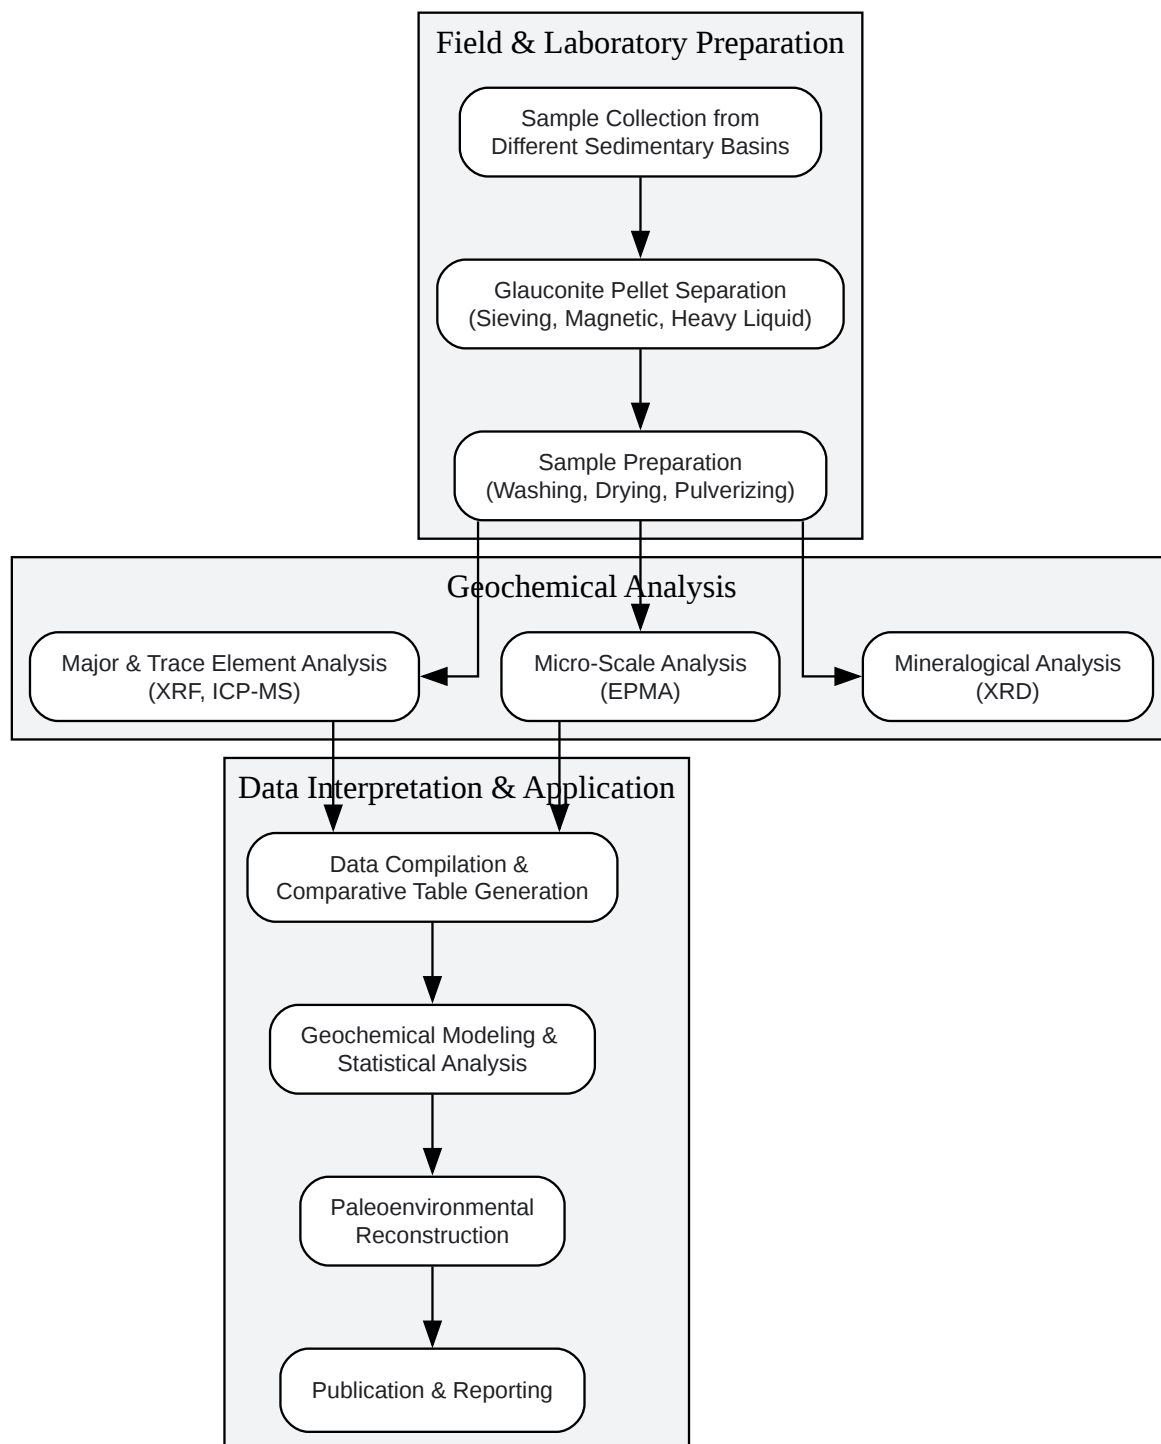 Field & Laboratory Preparation
Sample Collection from
Different Sedimentary Basins
Glauconite Pellet Separation
(Sieving, Magnetic, Heavy Liquid)
Sample Preparation
(Washing, Drying, Pulverizing)
Geochemical Analysis
Major & Trace Element Analysis
(XRF, ICP-MS)
Micro-Scale Analysis
(EPMA)
Mineralogical Analysis
(XRD)
Data Interpretation & Application
Data Compilation &
Comparative Table Generation
Geochemical Modeling &
Statistical Analysis
Paleoenvironmental
Reconstruction
Publication & Reporting